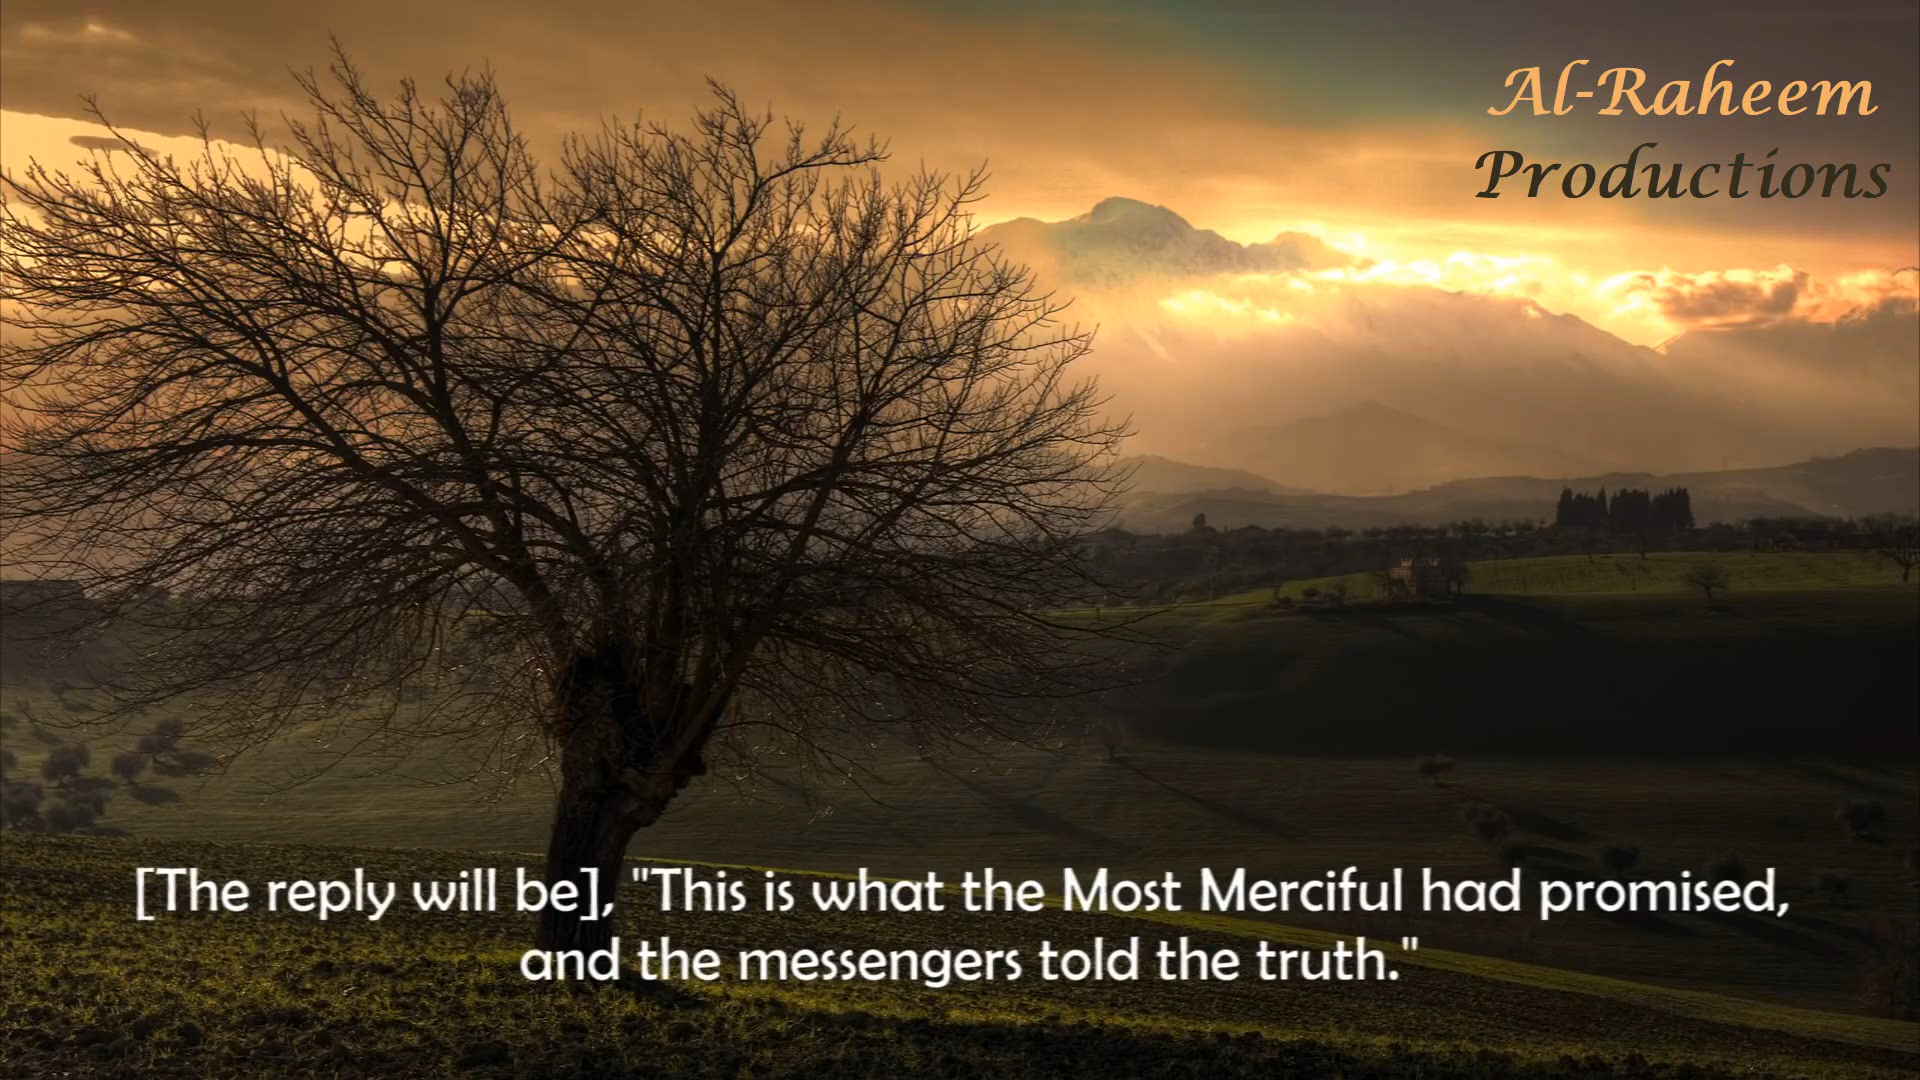 Al-Raheem
Productions
[The reply will be], "This is what the Most Merciful had promised,
and the messengers told the truth."